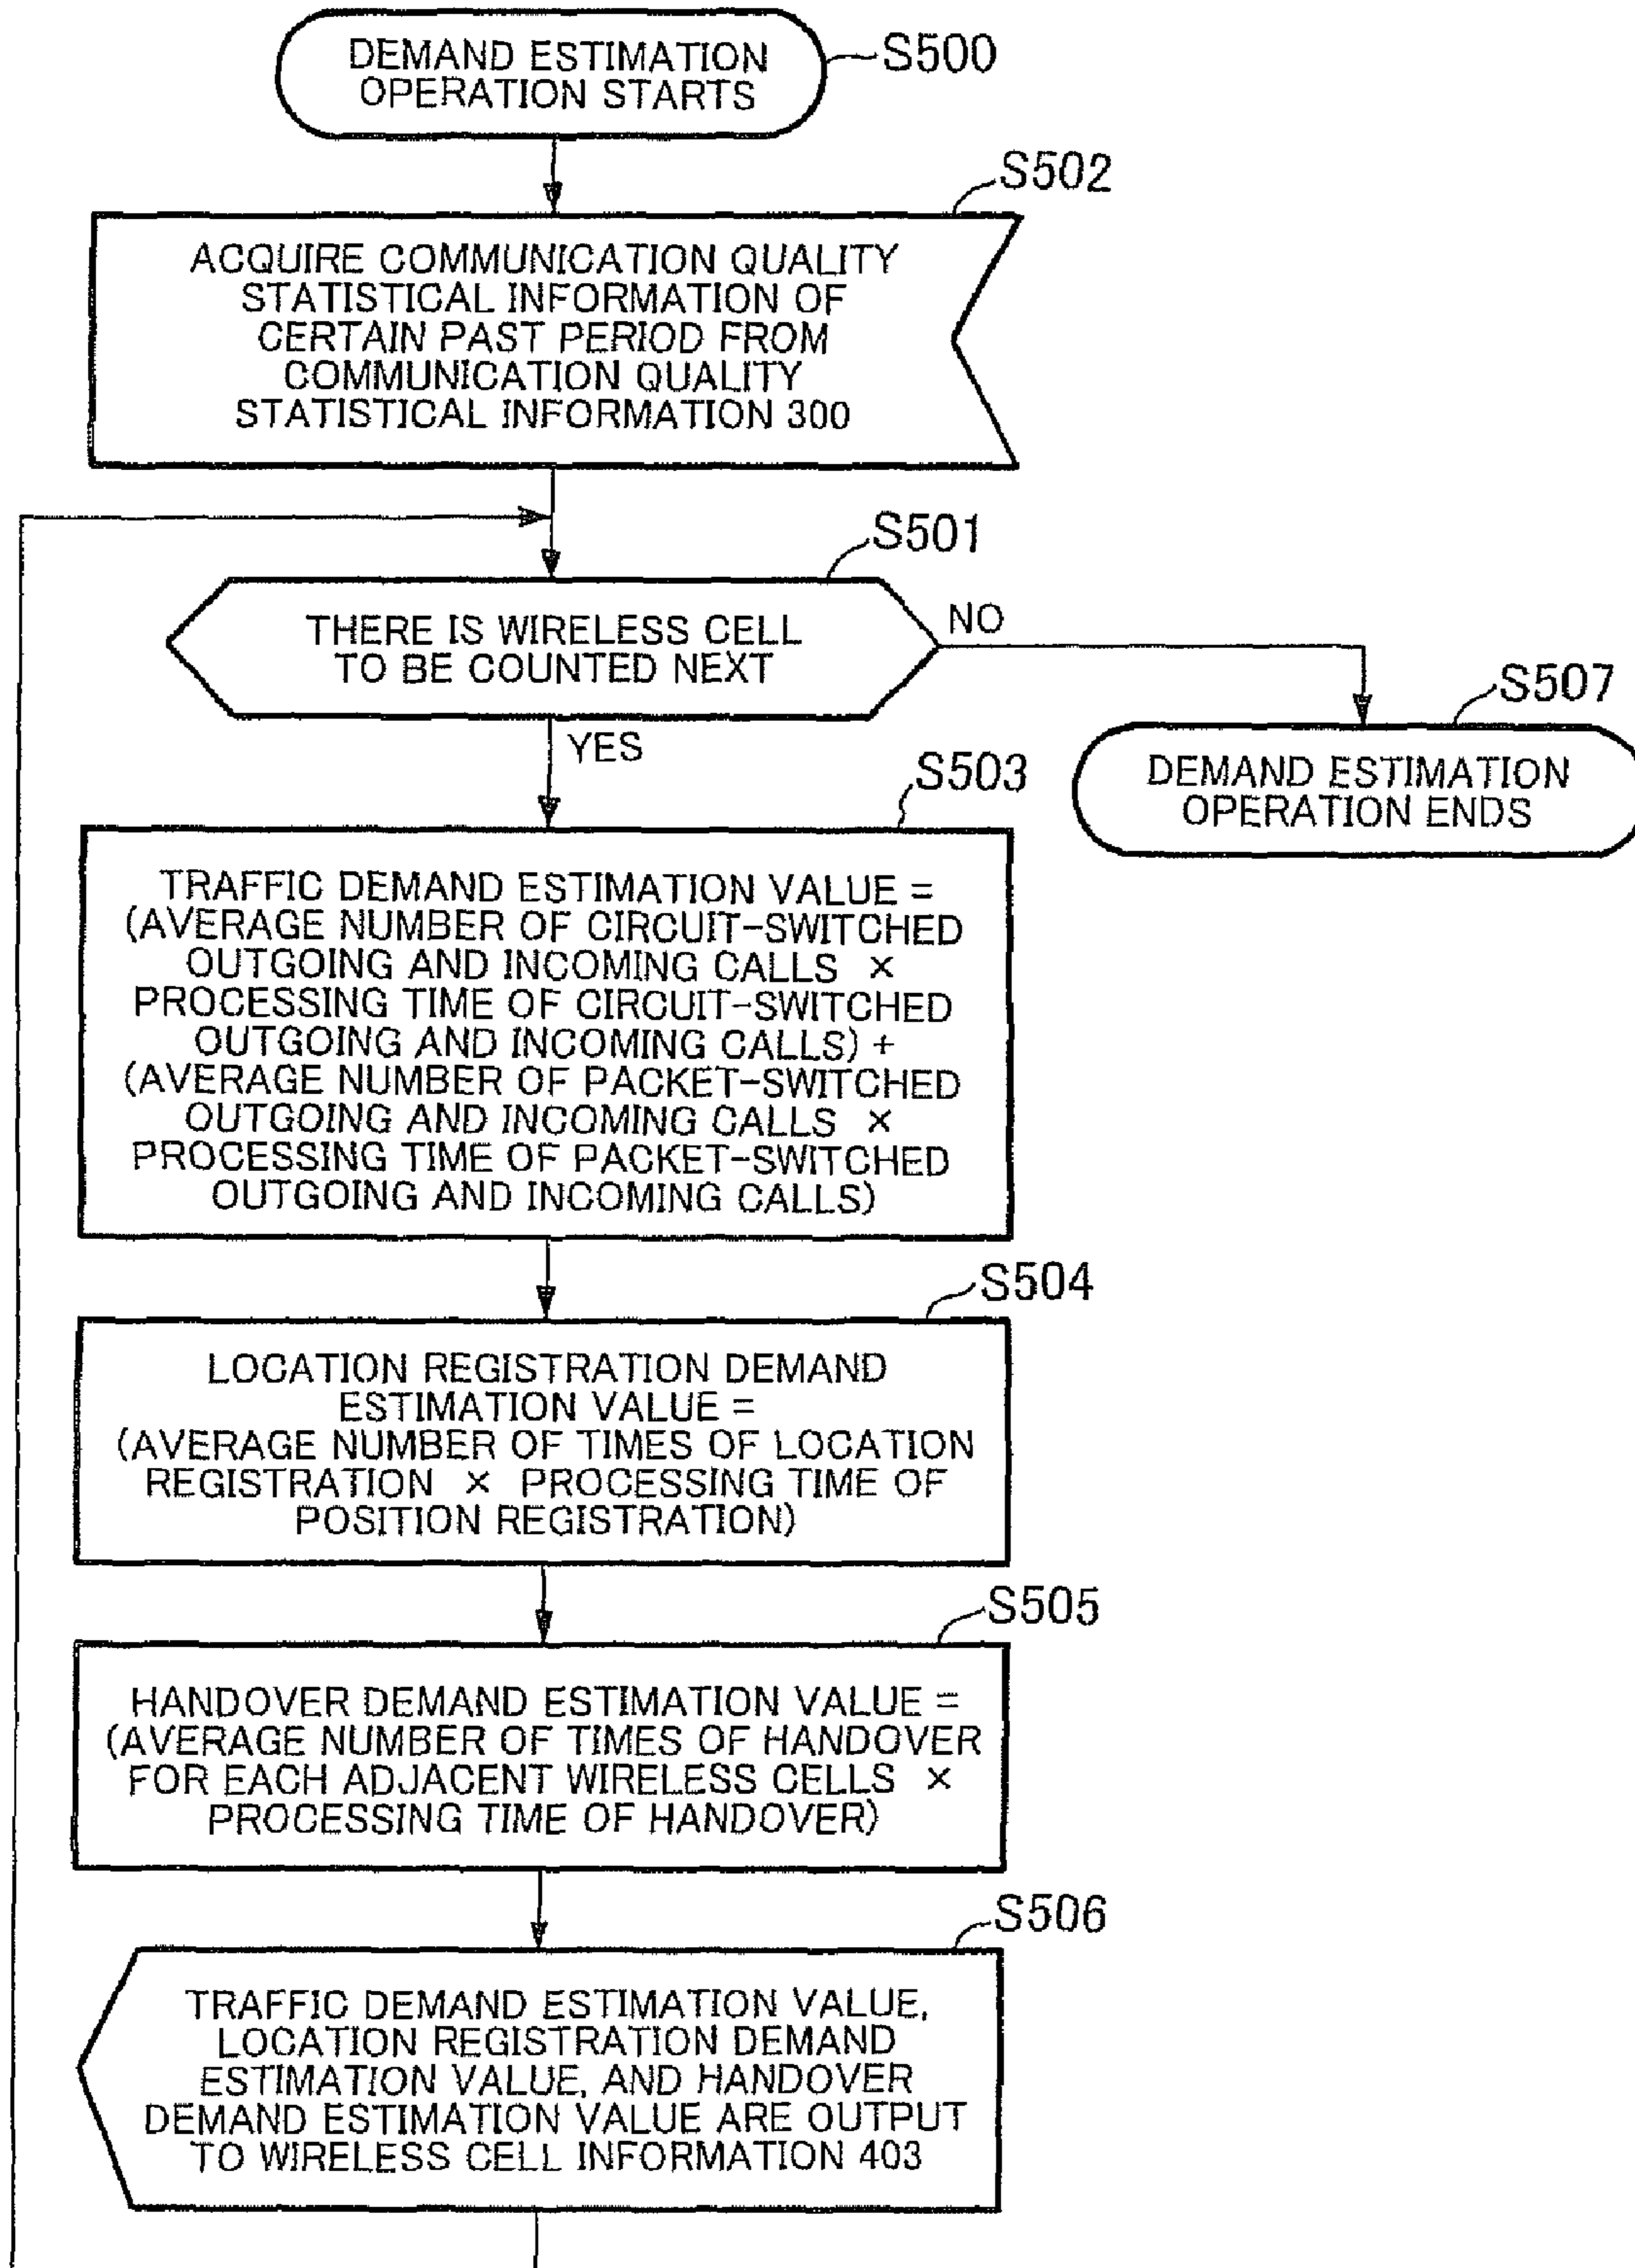 DEMAND ESTIMATION
OPERATION STARTS
S500
S502
ACQUIRE COMMUNICATION QUALITY
STATISTICAL INFORMATION OF
CERTAIN PAST PERIOD FROM
COMMUNICATION QUALITY
STATISTICAL INFORMATION 300
S501
THERE IS WIRELESS CELL
TO BE COUNTED NEXT
NO
YES
S507
DEMAND ESTIMATION
OPERATION ENDS
S503
TRAFFIC DEMAND ESTIMATION VALUE =
(AVERAGE NUMBER OF CIRCUIT-SWITCHED
OUTGOING AND INCOMING CALLS ×
PROCESSING TIME OF CIRCUIT-SWITCHED
OUTGOING AND INCOMING CALLS) +
(AVERAGE NUMBER OF PACKET-SWITCHED
OUTGOING AND INCOMING CALLS ×
PROCESSING TIME OF PACKET-SWITCHED
OUTGOING AND INCOMING CALLS)
S504
LOCATION REGISTRATION DEMAND
ESTIMATION VALUE =
(AVERAGE NUMBER OF TIMES OF LOCATION
REGISTRATION × PROCESSING TIME OF
POSITION REGISTRATION)
S505
HANDOVER DEMAND ESTIMATION VALUE =
(AVERAGE NUMBER OF TIMES OF HANDOVER
FOR EACH ADJACENT WIRELESS CELLS ×
PROCESSING TIME OF HANDOVER)
S506
TRAFFIC DEMAND ESTIMATION VALUE,
LOCATION REGISTRATION DEMAND
ESTIMATION VALUE, AND HANDOVER
DEMAND ESTIMATION VALUE ARE OUTPUT
TO WIRELESS CELL INFORMATION 403